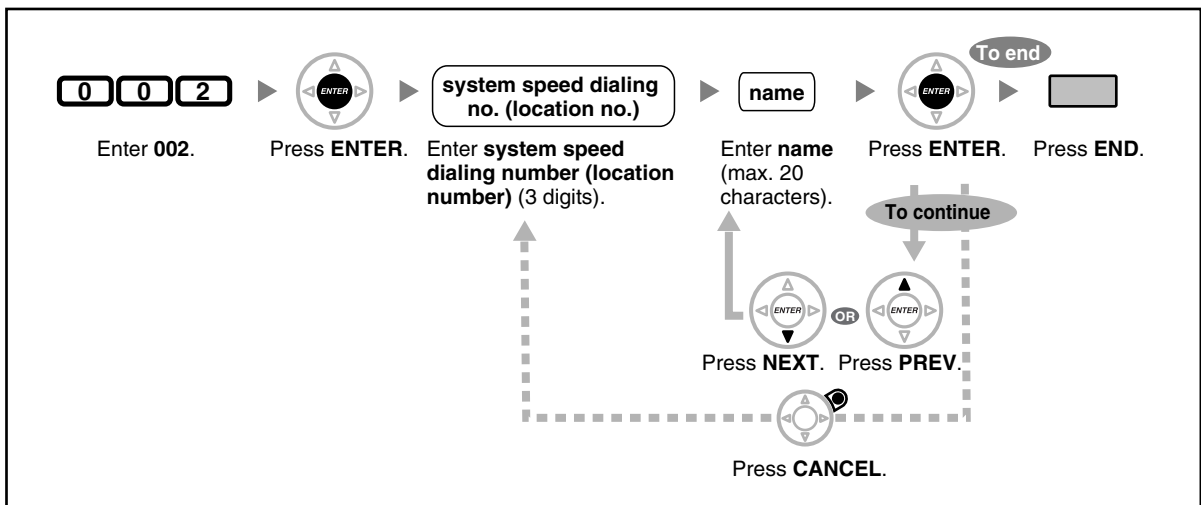 To end
0 0 2
ENTER
system speed dialing
no. (location no.)
name
ENTER
Enter 002.
Press ENTER.
Enter system speed
dialing number (location
number) (3 digits).
Enter name
(max. 20
characters).
Press ENTER.
Press END.
To continue
ENTER
OR
ENTER
Press NEXT.
Press PREV.
Press CANCEL.